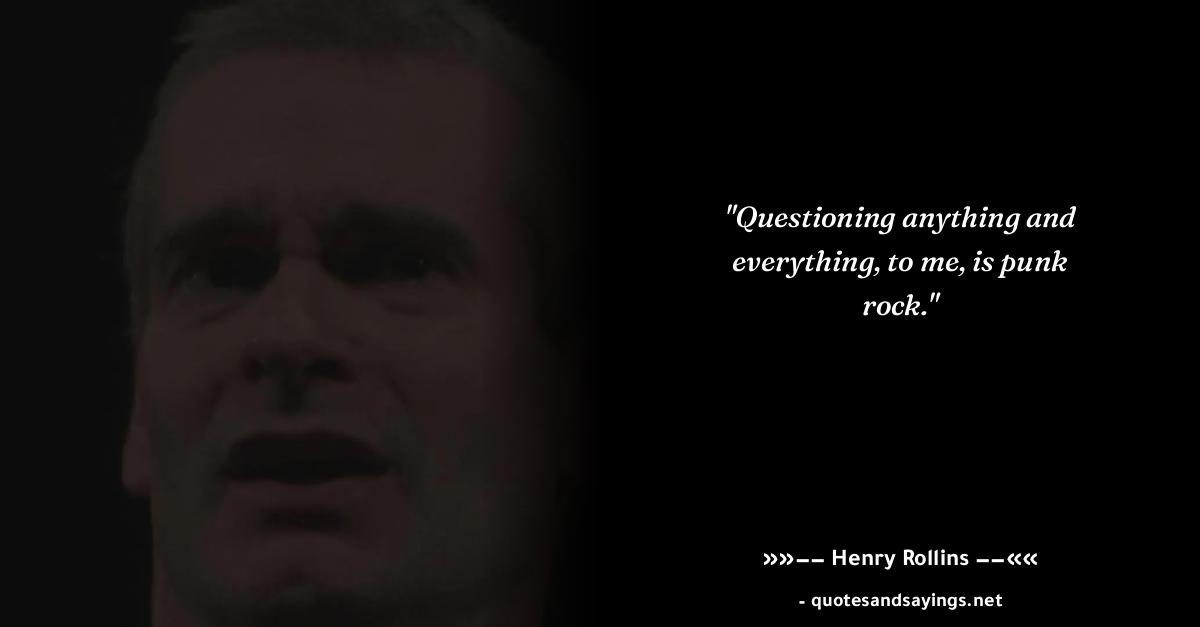 "Questioning anything and
everything, to me, is punk
rock."
»»–– Henry Rollins ––««
- quotesandsayings.net